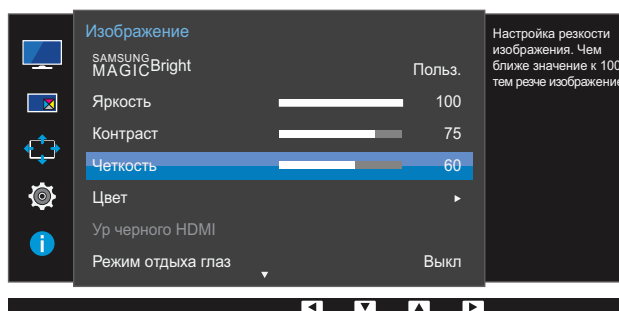 Изображение
SAMSUNG
MAGICBright Польз.
Яркость 100
Контраст 75
Четкость 60
Цвет
Ур черного HDMI
Режим отдыха глаз Выкл
Настройка резкости
изображения. Чем
ближе значение к 100
тем резче изображение